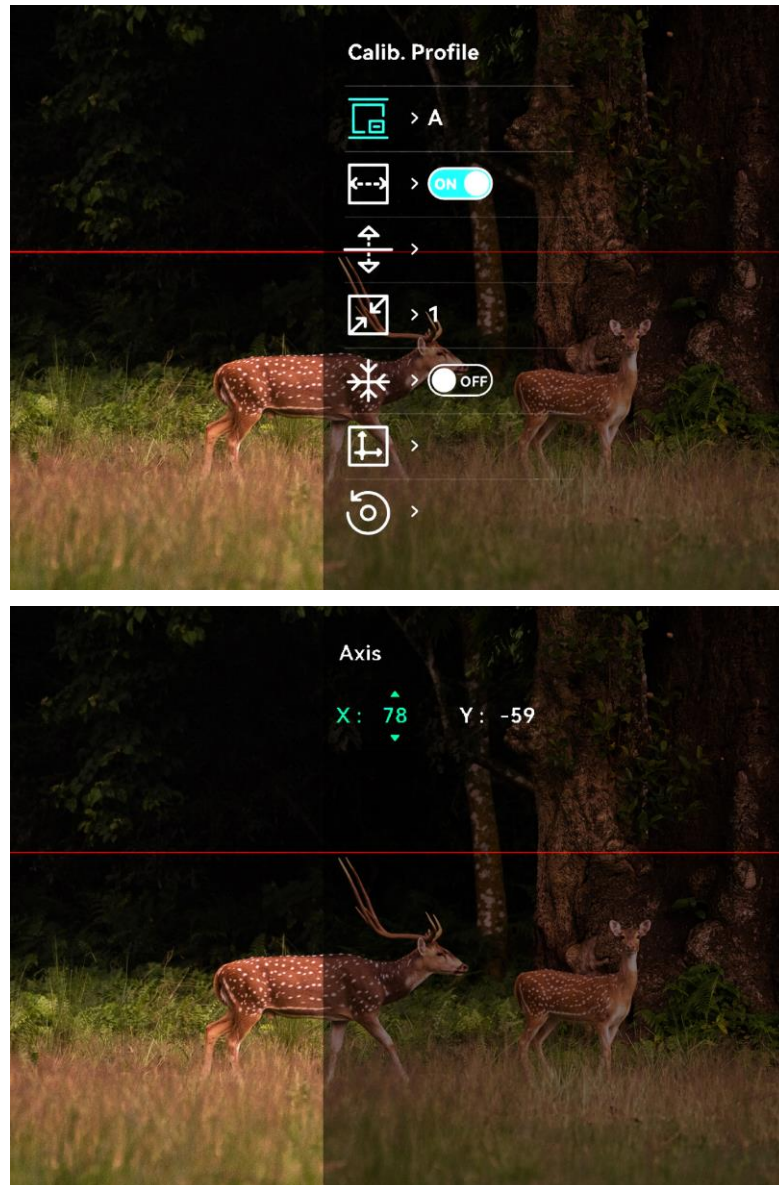 Calib. Profile
> A
> ON
>
> 1
> OFF
>
>
Axis
X : 78 Y : -59